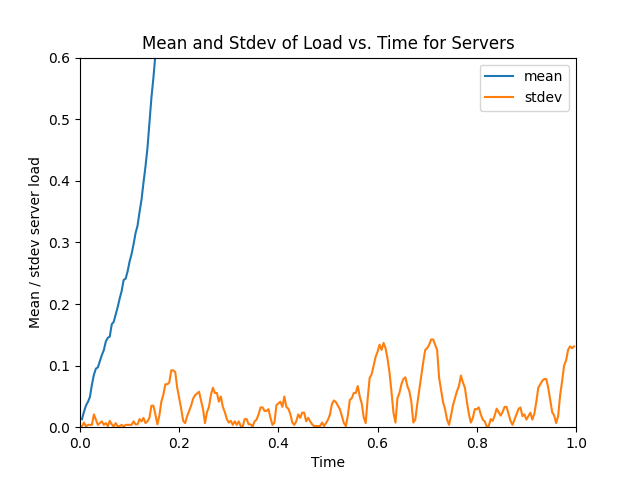 Mean and Stdev of Load vs. Time for Servers
mean
stdev
Mean / stdev server load
0.6
0.5
0.4
0.3
0.2
0.1
0.0
0.0 0.2 0.4 0.6 0.8 1.0
Time